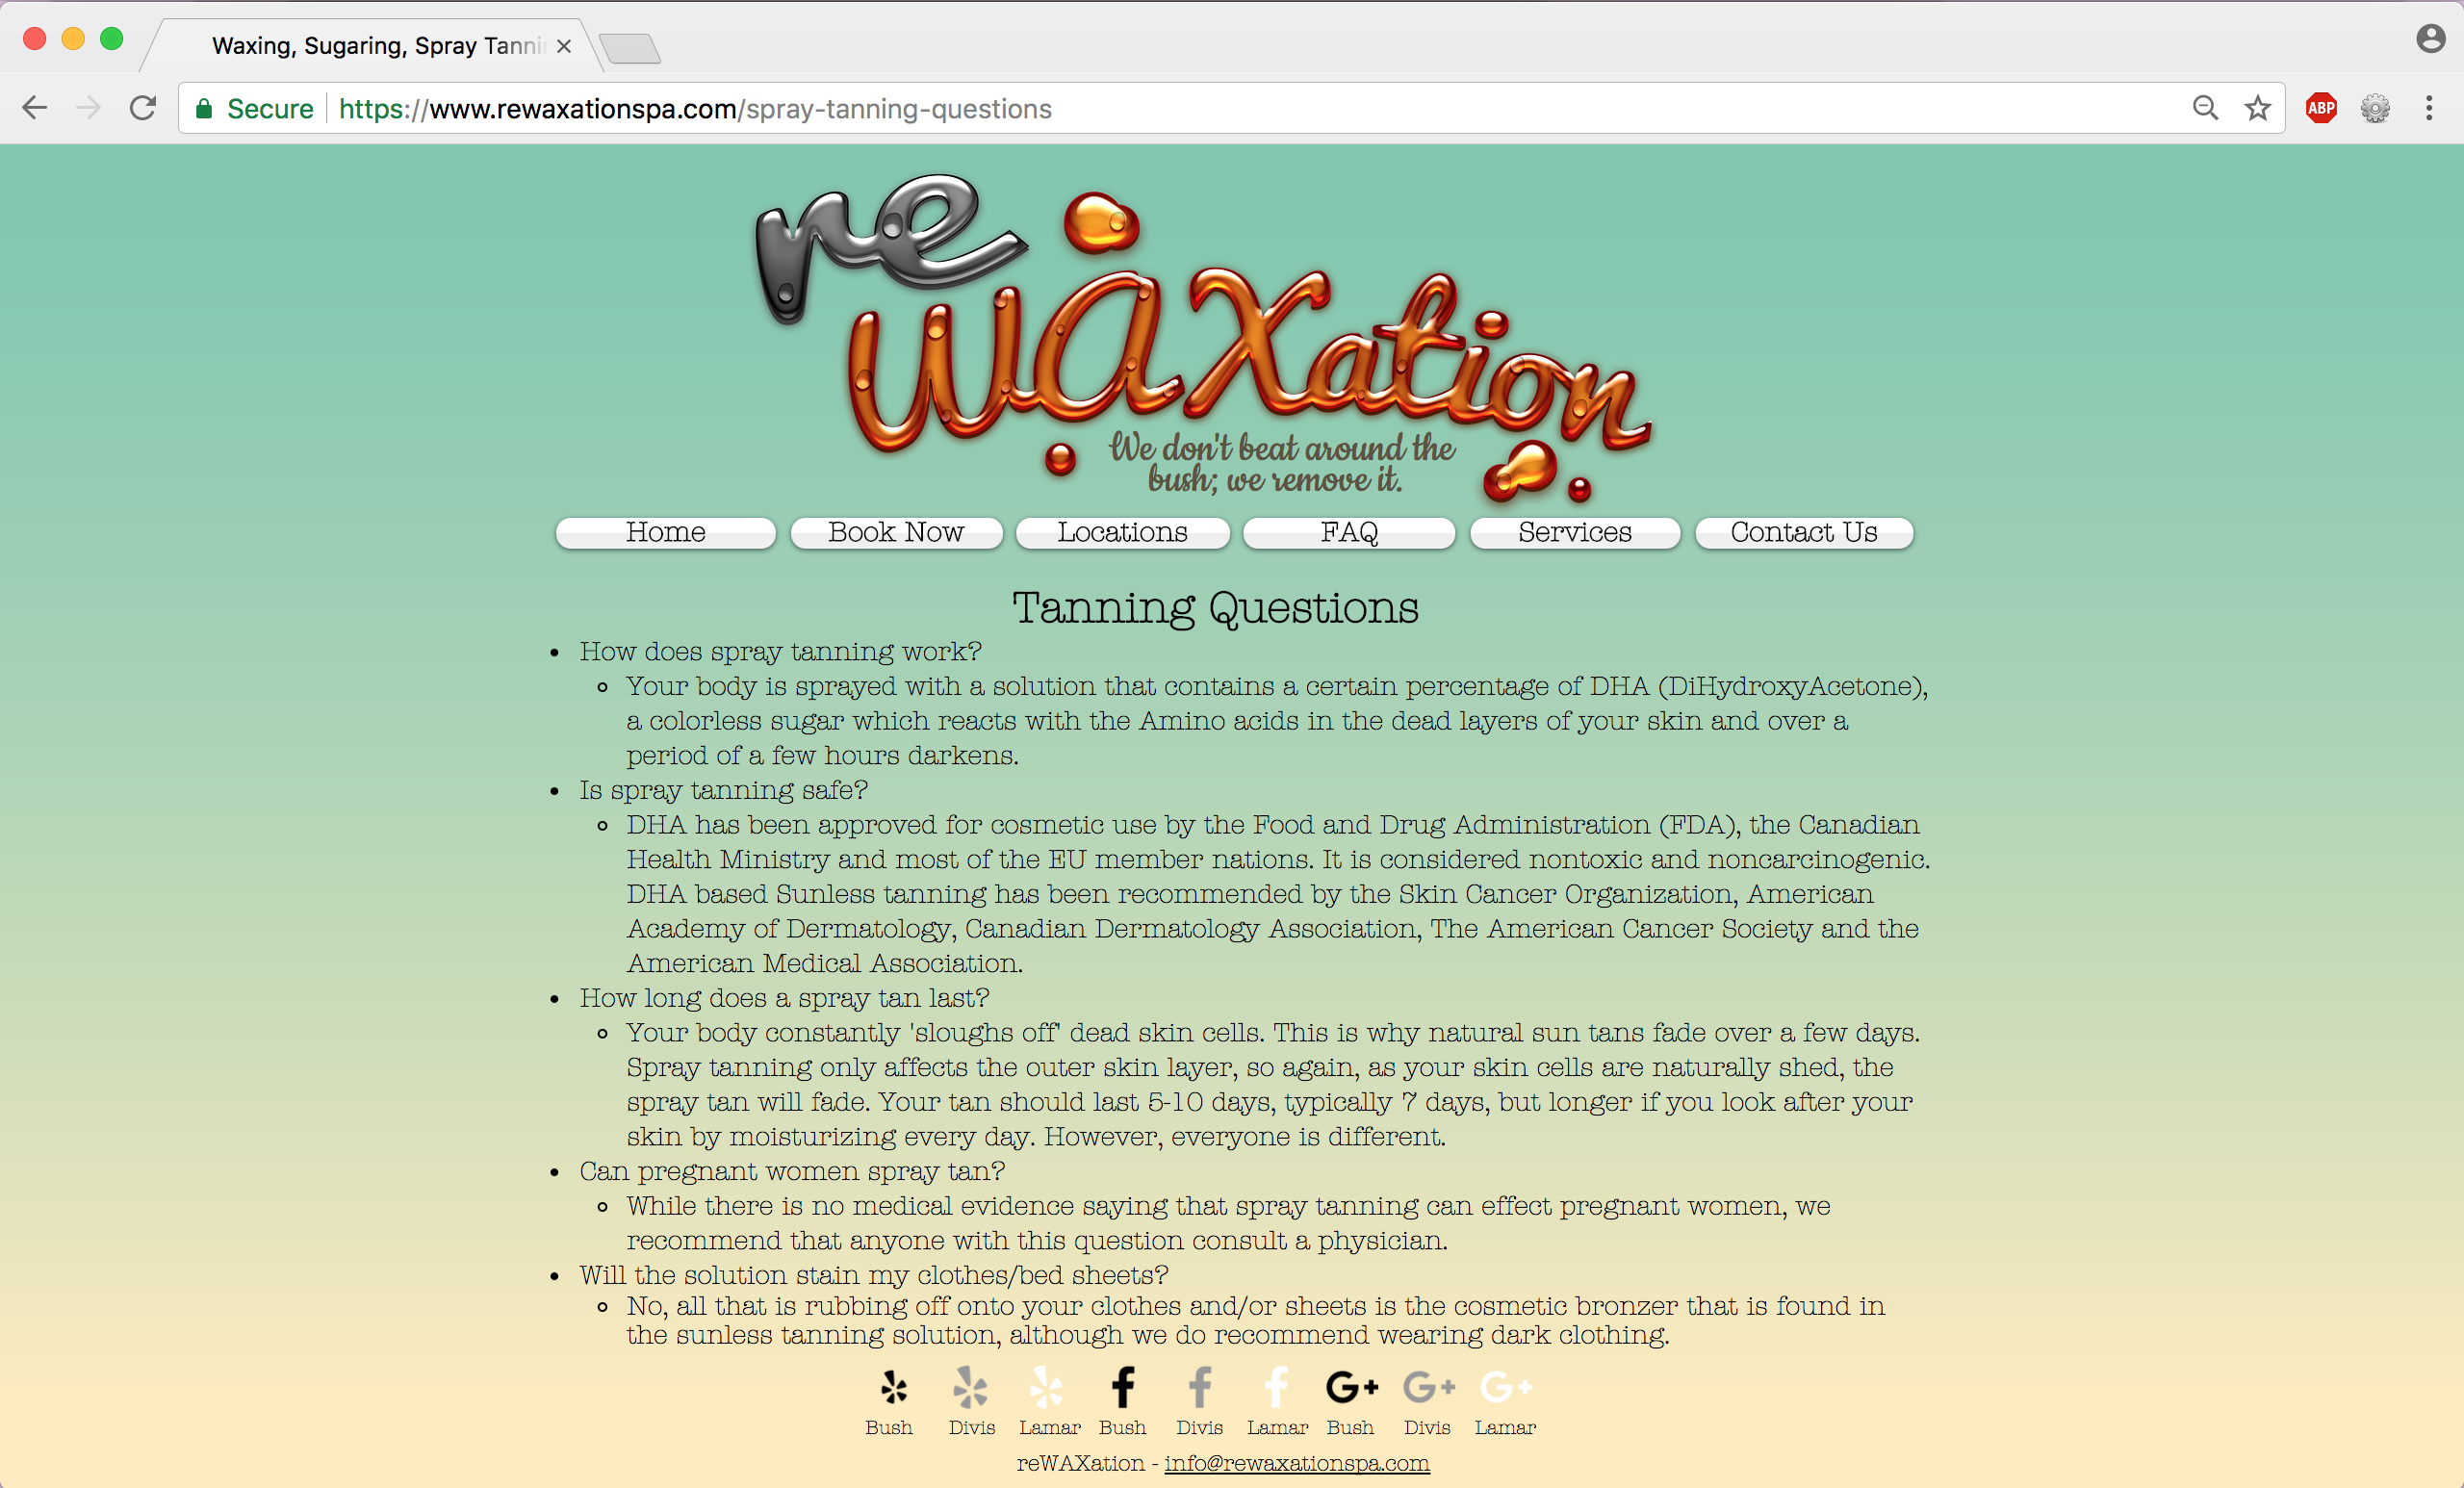 Waxing, Sugaring, Spray Tanni
Secure https://www.rewaxationspa.com/spray-tanning-questions
ABP
re
waxation
We don't beat around the
bush; we remove it.
Home Book Now Locations FAQ Services Contact Us
Tanning Questions
• How does spray tanning work?
Your body is sprayed with a solution that contains a certain percentage of DHA (DiHydroxyAcetone),
a colorless sugar which reacts with the Amino acids in the dead layers of your skin and over a
period of a few hours darkens.
• Is spray tanning safe?
DHA has been approved for cosmetic use by the Food and Drug Administration (FDA), the Canadian
Health Ministry and most of the EU member nations. It is considered nontoxic and noncarcinogenic.
DHA based Sunless tanning has been recommended by the Skin Cancer Organization, American
Academy of Dermatology, Canadian Dermatology Association, The American Cancer Society and the
American Medical Association.
• How long does a spray tan last?
Your body constantly 'sloughs off' dead skin cells. This is why natural sun tans fade over a few days.
Spray tanning only affects the outer skin layer, so again, as your skin cells are naturally shed, the
spray tan will fade. Your tan should last 5-10 days, typically 7 days, but longer if you look after your
skin by moisturizing every day. However, everyone is different.
• Can pregnant women spray tan?
While there is no medical evidence saying that spray tanning can effect pregnant women, we
recommend that anyone with this question consult a physician.
• Will the solution stain my clothes/bed sheets?
No, all that is rubbing off onto your clothes and/or sheets is the cosmetic bronzer that is found in
the sunless tanning solution, although we do recommend wearing dark clothing.
f f f G+ G+ G+
Bush Divis Lamar Bush Divis Lamar Bush Divis Lamar
reWAXation - info@rewaxationspa.com